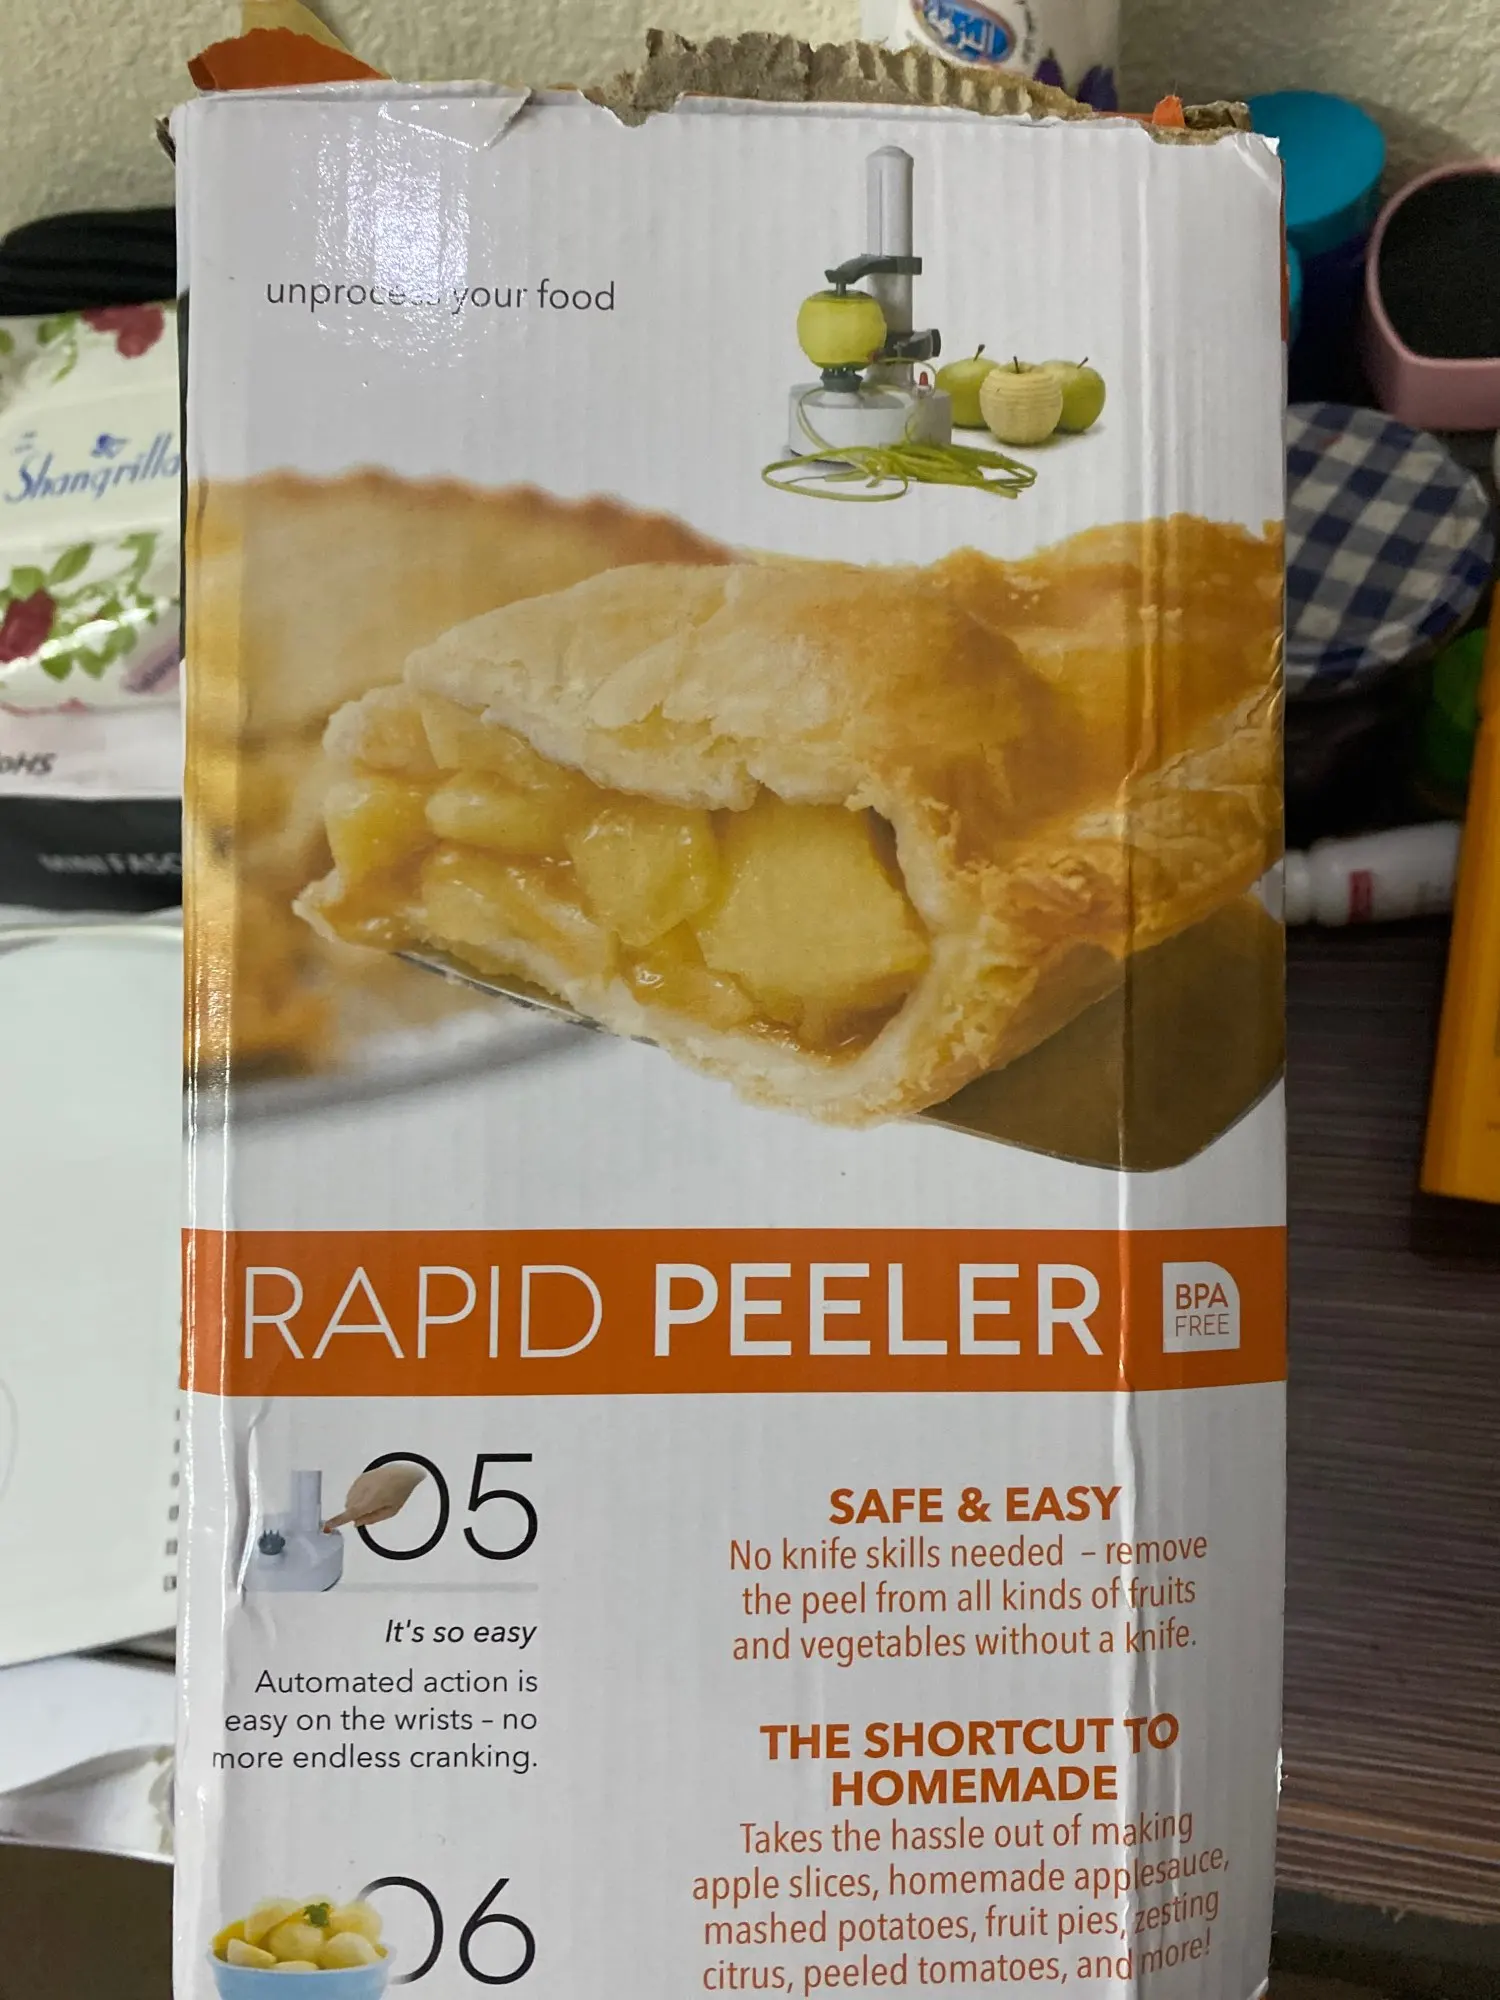 unprocess your food
Shangrilla
MINI FASC
RAPID PEELER
BPA
FREE
05
It's so easy
Automated action is
easy on the wrists – no
more endless cranking.
06
SAFE & EASY
No knife skills needed – remove
the peel from all kinds of fruits
and vegetables without a knife.
THE SHORTCUT TO
HOMEMADE
Takes the hassle out of making
apple slices, homemade applesauce,
mashed potatoes, fruit pies, zesting
citrus, peeled tomatoes, and more!